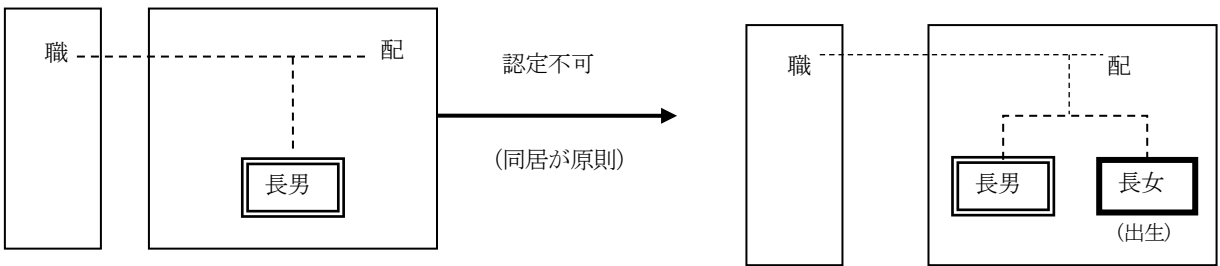 職
配
長男
認定不可
(同居が原則)
職
配
長男
長女
(出生)